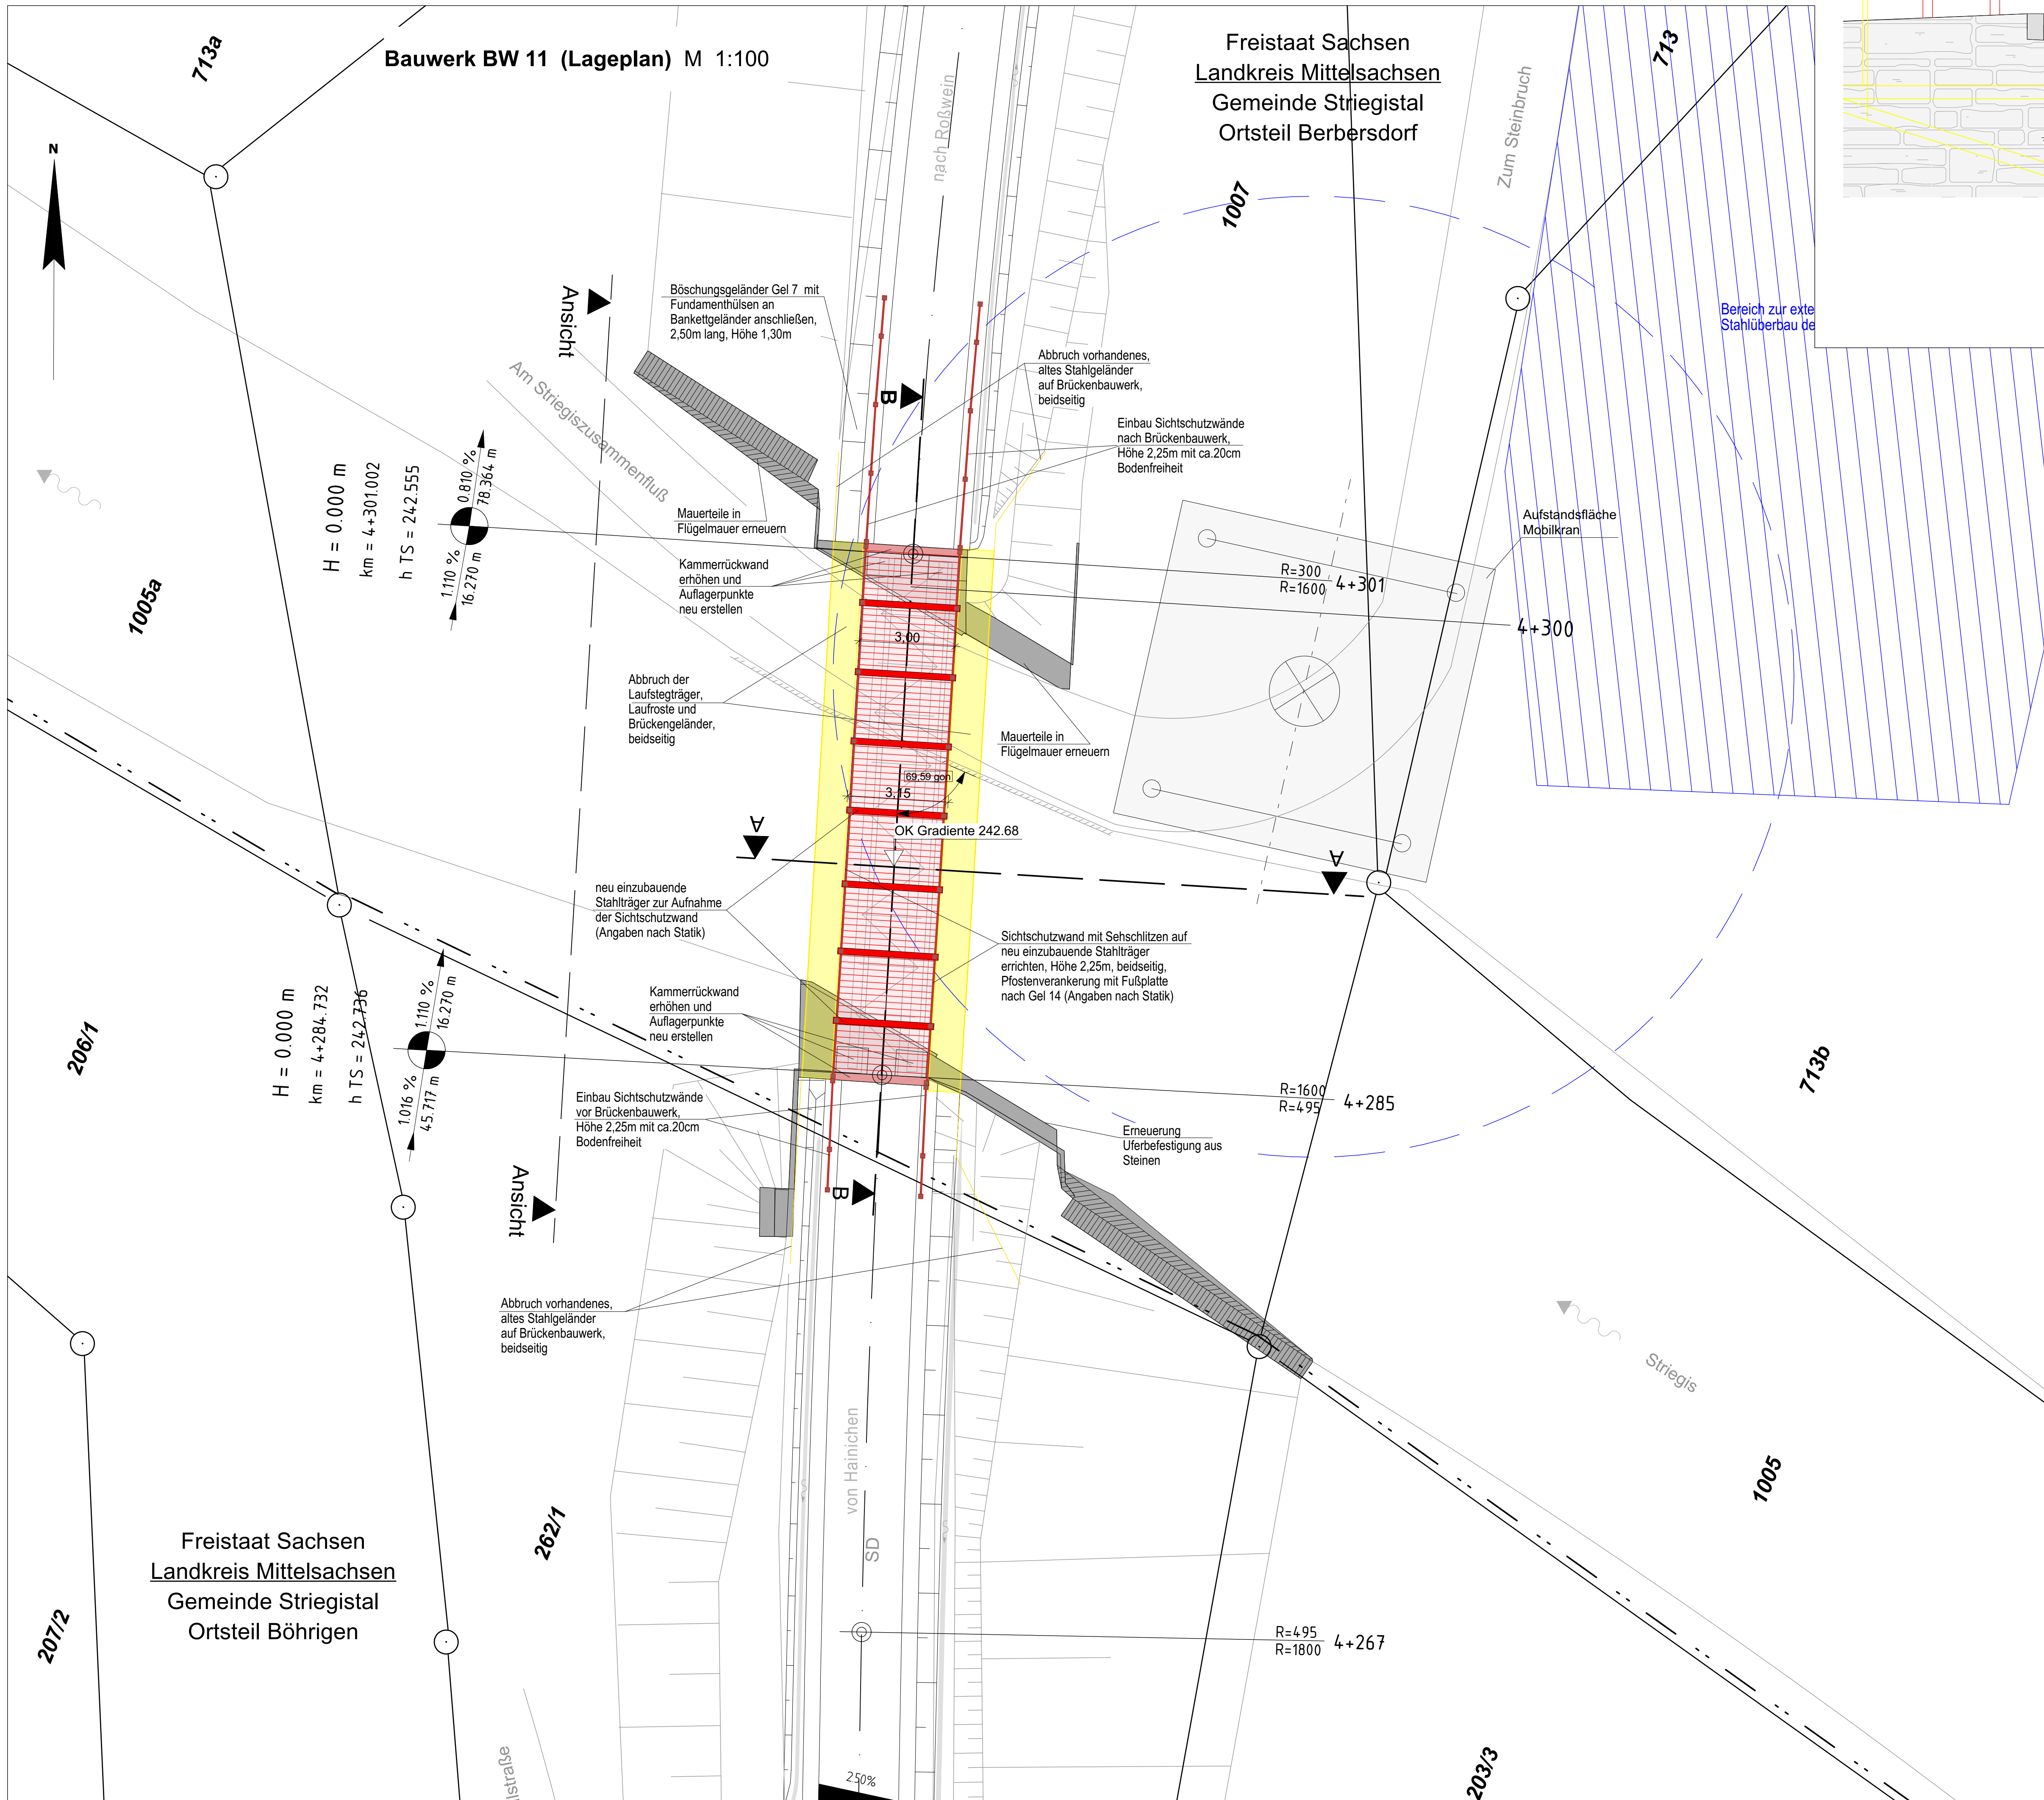 Bauwerk BW 11 (Lageplan) M 1:100
Freistaat Sachsen
Landkreis Mittelsachsen
Gemeinde Striegistal
Ortsteil Berbersdorf
713a
713
1007
N
nach Roßwein
Zum Steinbruch
Ansicht
Böschungsgeländer Gel 7 mit
Fundamenthülsen an
Bankettgeländer anschließen,
2,50m lang, Höhe 1,30m
Bereich zur exte
Stahlüberbau de
Am Striegiszusammenfluß
Abbruch vorhandenes,
altes Stahlgeländer
auf Brückenbauwerk,
beidseitig
B
Einbau Sichtschutzwände
nach Brückenbauwerk,
Höhe 2,25m mit ca.20cm
Bodenfreiheit
H = 0.000 m
km = 4+301.002
h TS = 242.555
0.810 %
78.364 m
1.110 %
16.270 m
Mauerteile in
Flügelmauer erneuern
Aufstandsfläche
Mobilkran
Kammerrückwand
erhöhen und
Auflagerpunkte
neu erstellen
R=300
R=1600
4+301
4+300
1005a
3,00
Abbruch der
Laufstegträger,
Laufroste und
Brückengeländer,
beidseitig
Mauerteile in
Flügelmauer erneuern
69,59 gon
3,15
OK Gradiente 242.68
A
A
neu einzubauende
Stahlträger zur Aufnahme
der Sichtschutzwand
(Angaben nach Statik)
Sichtschutzwand mit Sehschlitzen auf
neu einzubauende Stahlträger
errichten, Höhe 2,25m, beidseitig,
Pfostenverankerung mit Fußplatte
nach Gel 14 (Angaben nach Statik)
H = 0.000 m
km = 4+284.732
h TS = 242.736
1.110 %
16.270 m
1.016 %
45.717 m
Kammerrückwand
erhöhen und
Auflagerpunkte
neu erstellen
206/1
713b
R=1600
R=495
4+285
Einbau Sichtschutzwände
vor Brückenbauwerk,
Höhe 2,25m mit ca.20cm
Bodenfreiheit
Erneuerung
Uferbefestigung aus
Steinen
Ansicht
B
Abbruch vorhandenes,
altes Stahlgeländer
auf Brückenbauwerk,
beidseitig
Striegis
von Hainichen
1005
262/1
SD
Freistaat Sachsen
Landkreis Mittelsachsen
Gemeinde Striegistal
Ortsteil Böhrigen
207/2
R=495
R=1800
4+267
203/3
lstraße
2.50%